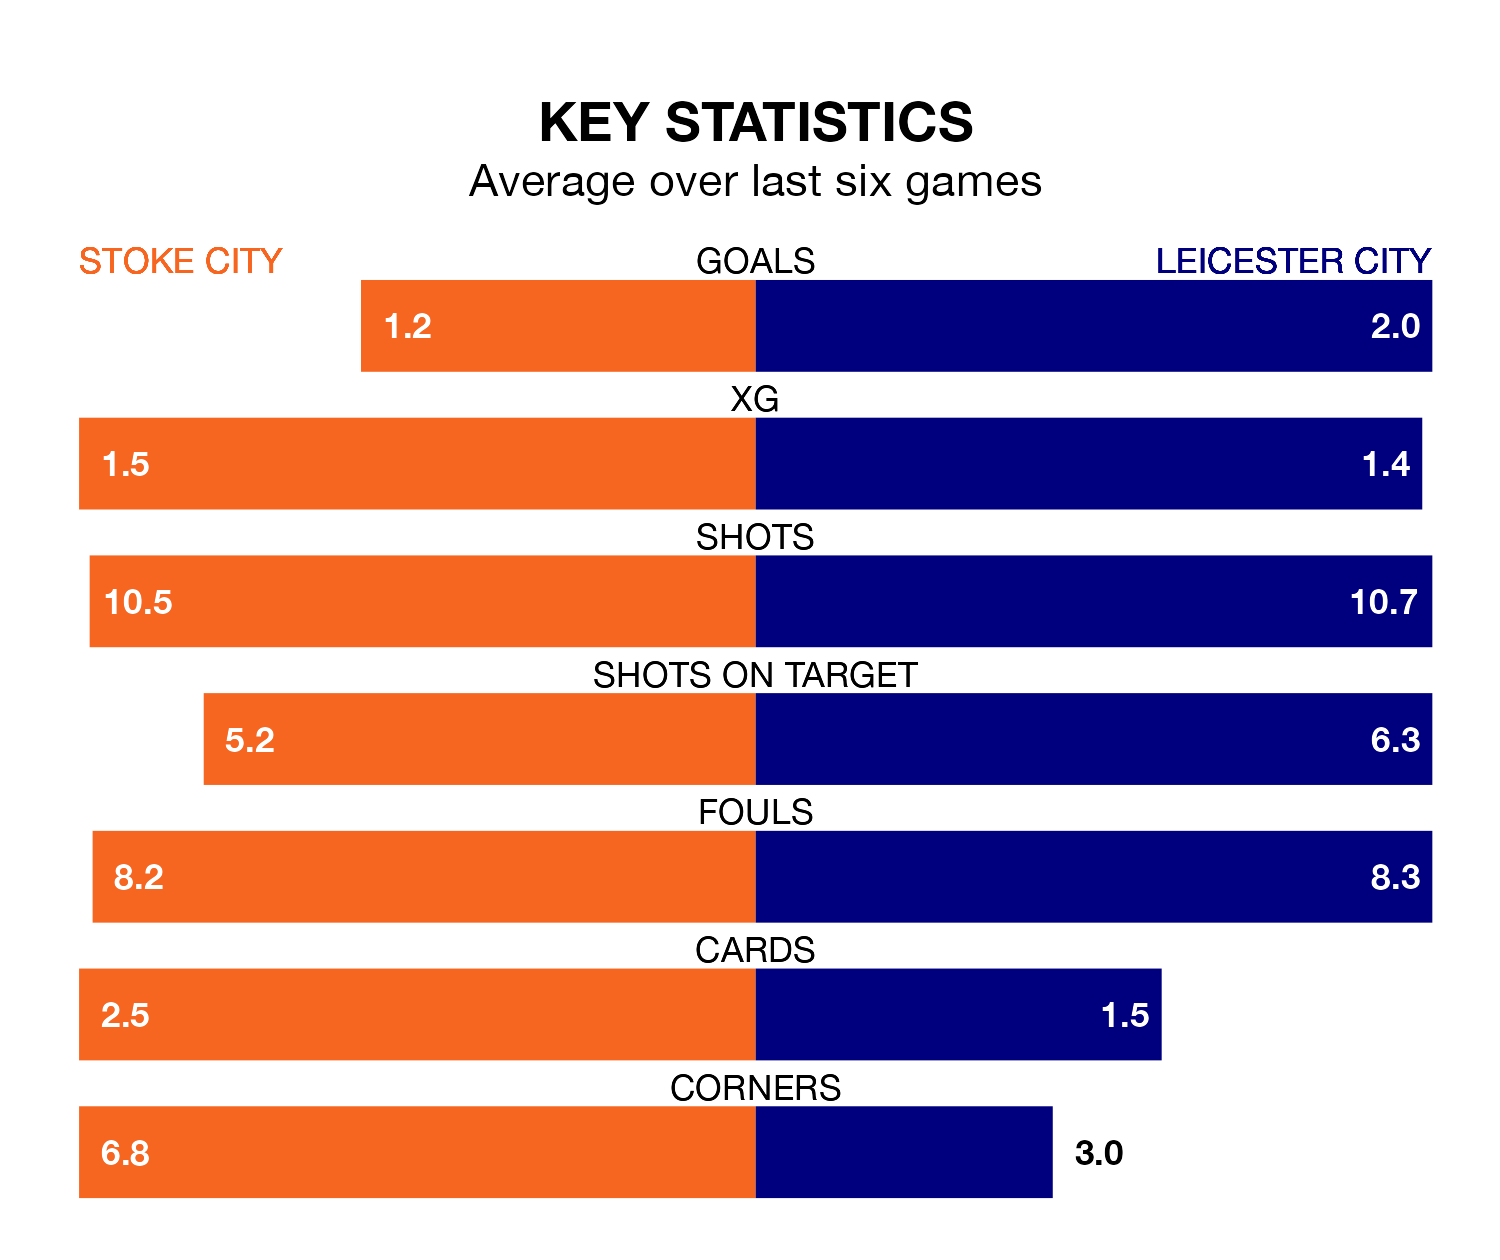 KEY STATISTICS
Average over last six games
STOKE CITY GOALS LEICESTER CITY
1.2 2.0
XG
1.5 1.4
SHOTS
10.5 10.7
SHOTS ON TARGET
5.2 6.3
FOULS
8.2 8.3
CARDS
2.5 1.5
CORNERS
6.8 3.0